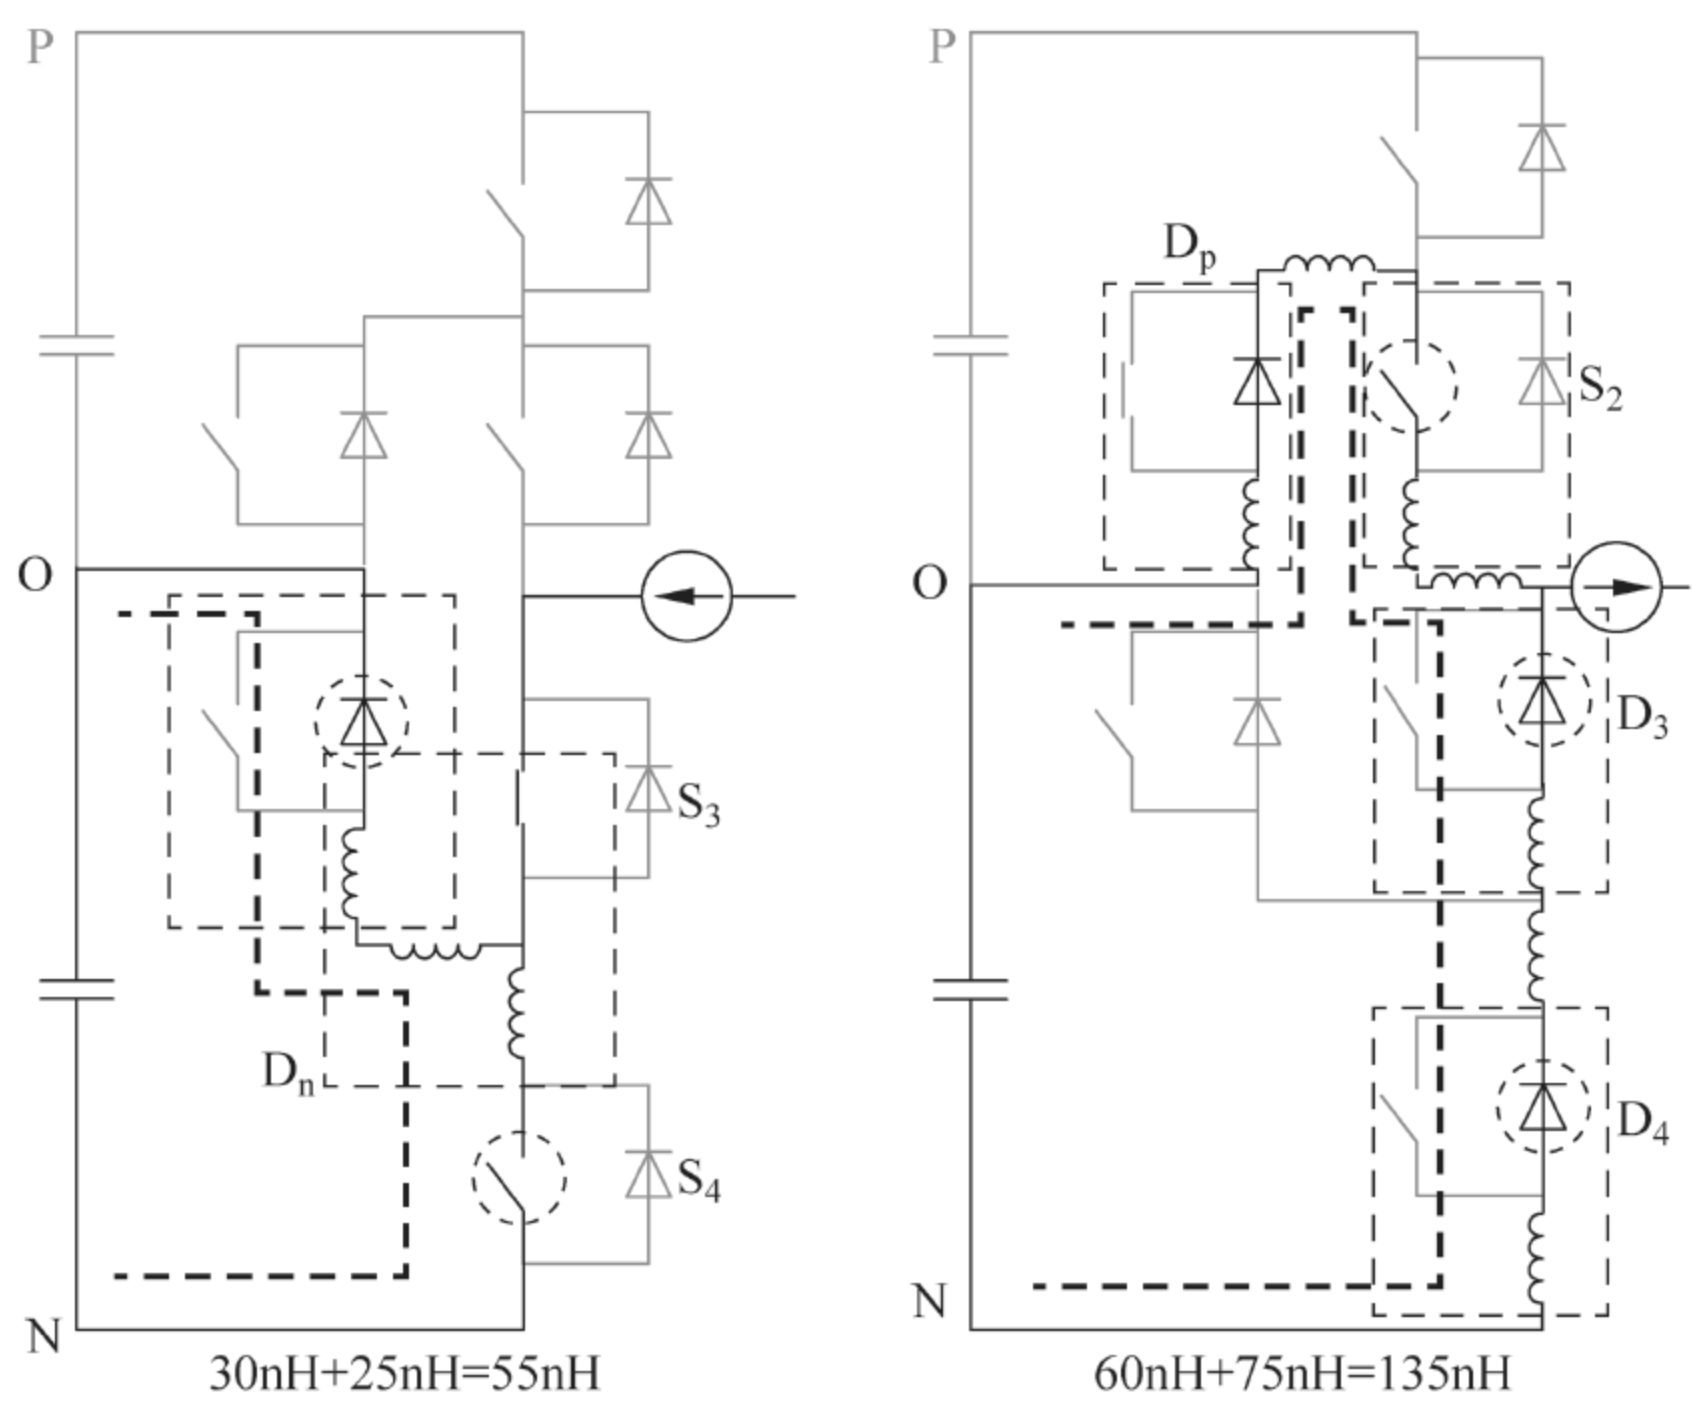 P
O
S₃
Dₙ
S₄
N
30nH+25nH=55nH
P
Dₚ
S₂
O
D₃
D₄
N
60nH+75nH=135nH